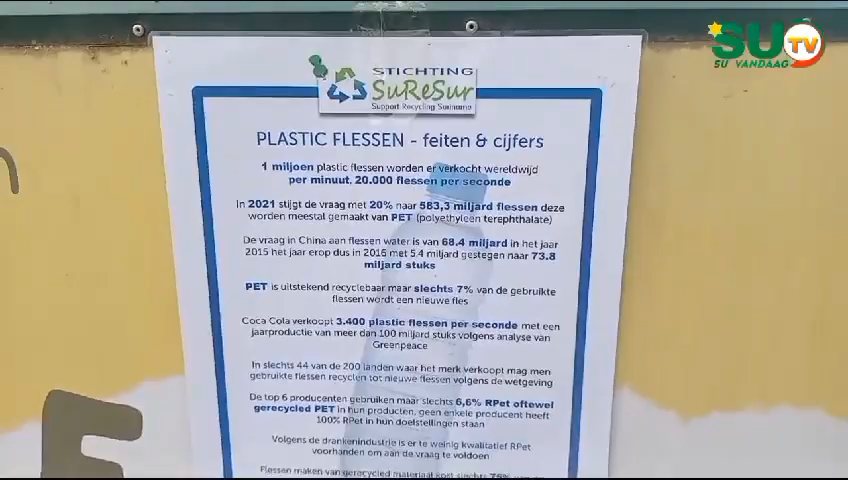 SU TV
SU VANDAAG
STICHTING
SuReSur
Support Recycling Suriname
PLASTIC FLESSEN - feiten & cijfers
1 miljoen plastic flessen worden er verkocht wereldwijd
per minuut, 20.000 flessen per seconde
In 2021 stijgt de vraag met 20% naar 583,3 miljard flessen deze
worden meestal gemaakt van PET (polyethyleen terephthalate)
De vraag in China aan flessen water is van 68.4 miljard in het jaar
2015 het jaar erop dus in 2016 met 5.4 miljard gestegen naar 73.8
miljard stuks
PET is uitstekend recyclebaar maar slechts 7% van de gebruikte
flessen wordt een nieuwe fles
Coca Cola verkoopt 3.400 plastic flessen per seconde met een
jaarproductie van meer dan 100 miljard stuks volgens analyse van
Greenpeace
In slechts 44 van de 200 landen waar het merk verkoopt mag men
gebruikte flessen recyclen tot nieuwe flessen volgens de wetgeving
De top 6 producenten gebruiken maar slechts 6,6% RPet oftewel
gerecycled PET in hun producten, geen enkele producent heeft
100% RPet in hun doelstellingen staan
Volgens de drankenindustrie is er te weinig kwalitatief RPet
voorhanden om aan de vraag te voldoen
Flessen maken van gerecycled materiaal kost slechts 75% van de
E